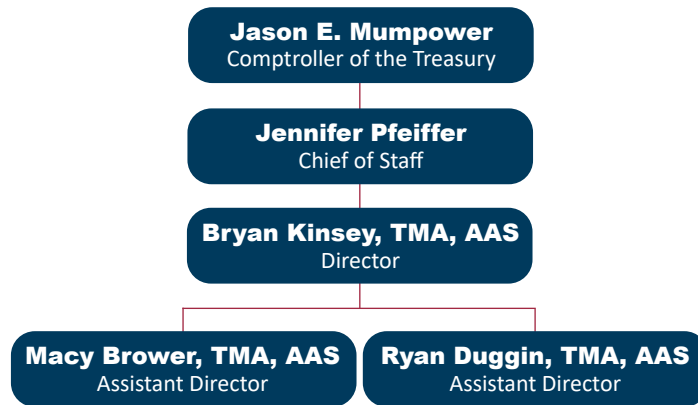 Jason E. Mumpower
Comptroller of the Treasury
Jennifer Pfeiffer
Chief of Staff
Bryan Kinsey, TMA, AAS
Director
Macy Brower, TMA, AAS
Assistant Director
Ryan Duggin, TMA, AAS
Assistant Director